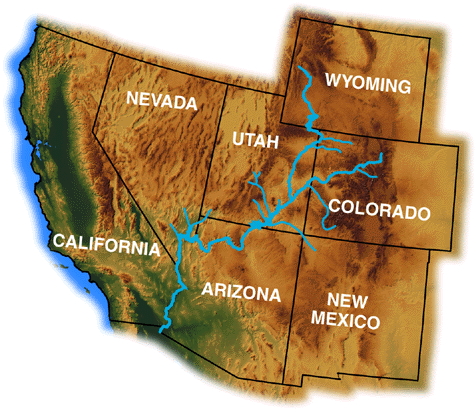 WYOMING
NEVADA
UTAH
COLORADO
CALIFORNIA
ARIZONA
NEW
MEXICO